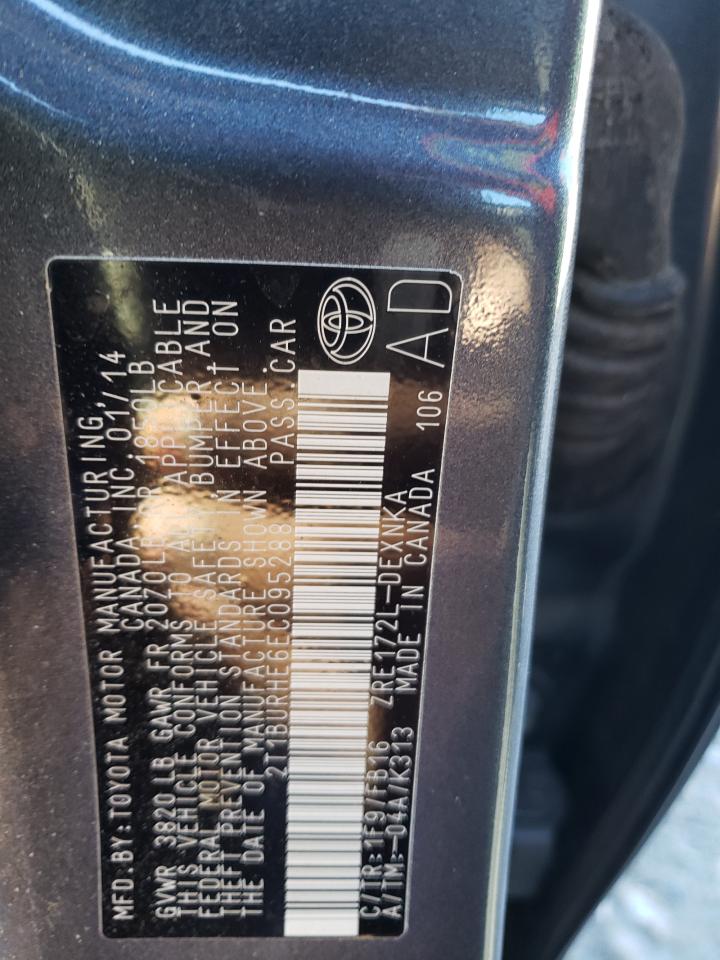 MFD.BY:TOYOTA MOTOR MANUFACTURING
CANADA INC. 01/14
GVWR 3820 LB GAWR FR 2070LB RR 1850LB
THIS VEHICLE CONFORMS TO ALL APPLICABLE
FEDERAL MOTOR VEHICLE SAFETY, BUMPER AND
THEFT PREVENTION STANDARDS IN EFFECT ON
THE DATE OF MANUFACTURE SHOWN ABOVE.
2T1BURHE6EC095288 PASS.CAR
C/TR:1F9/FB16 ZRE172L-DEXNKA 106
A/TM:-04A/K313 MADE IN CANADA AD